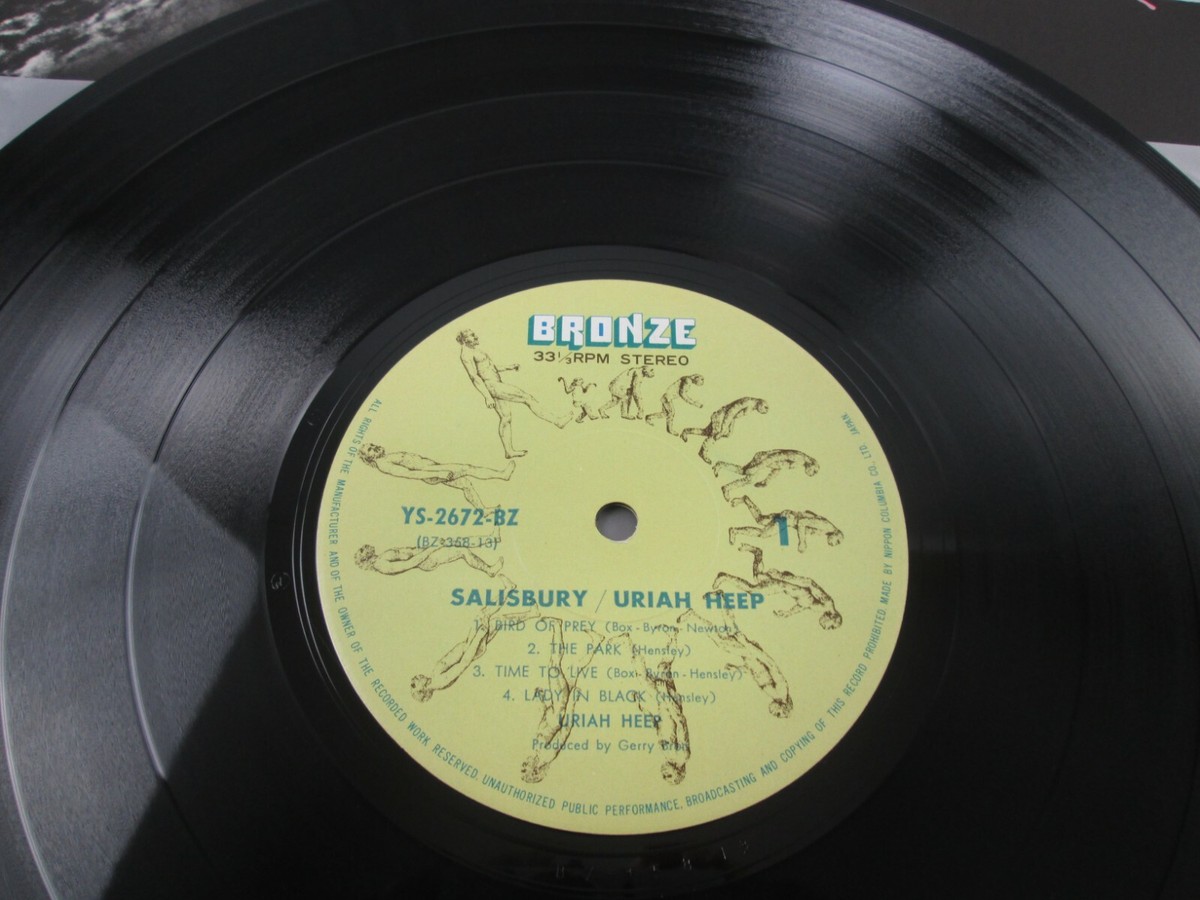 BRONZE
33⅓RPM STEREO
YS-2672-BZ
(BZ-358-13)
1
SALISBURY / URIAH HEEP
1. BIRD OF PREY (Box-Byron-Newton)
2. THE PARK (Hensley)
3. TIME TO LIVE (Box-Byron-Hensley)
4. LADY IN BLACK (Hensley)
URIAH HEEP
Produced by Gerry Bron
ALL RIGHTS OF THE MANUFACTURER AND OF THE OWNER OF THE RECORDED WORK RESERVED. UNAUTHORIZED PUBLIC PERFORMANCE, BROADCASTING AND COPYING OF THIS RECORD PROHIBITED MADE BY NIPPON COLUMBIA CO., LTD. JAPAN